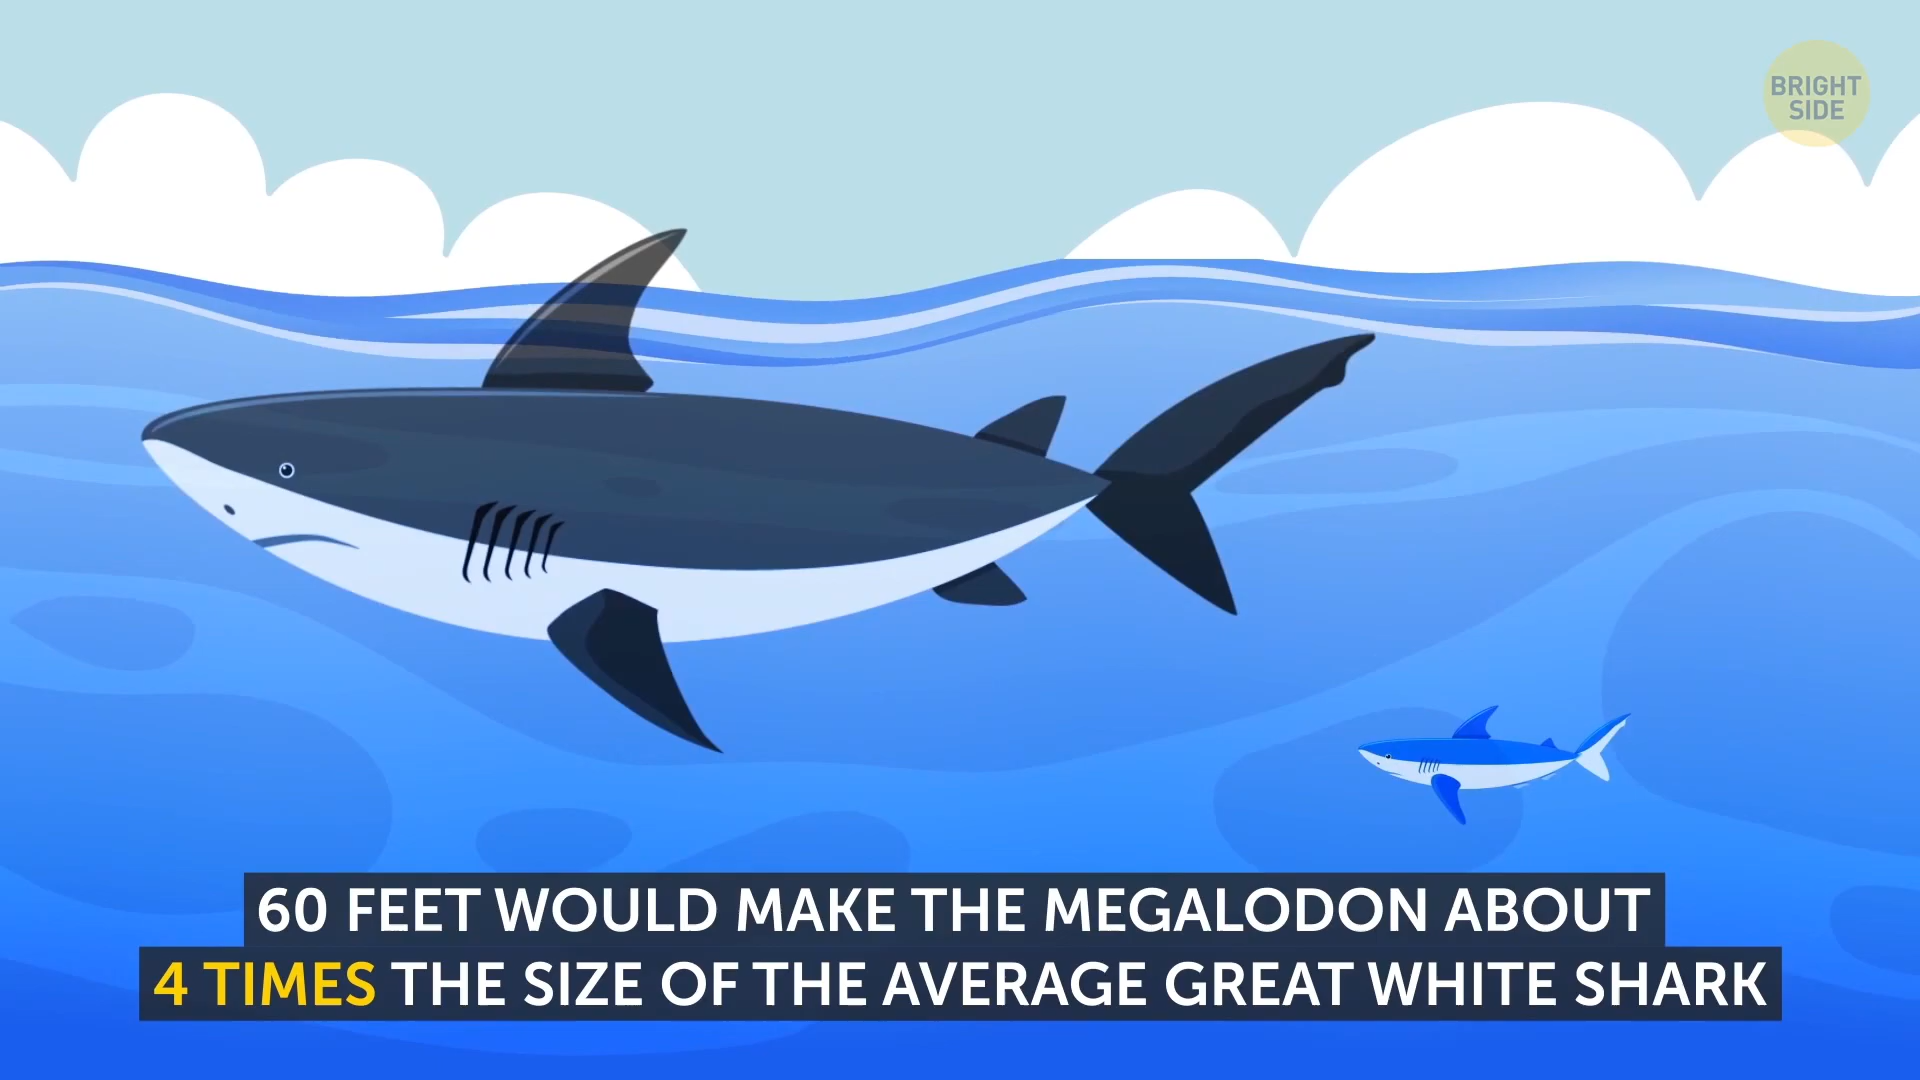 BRIGHT
SIDE
60 FEET WOULD MAKE THE MEGALODON ABOUT
4 TIMES THE SIZE OF THE AVERAGE GREAT WHITE SHARK